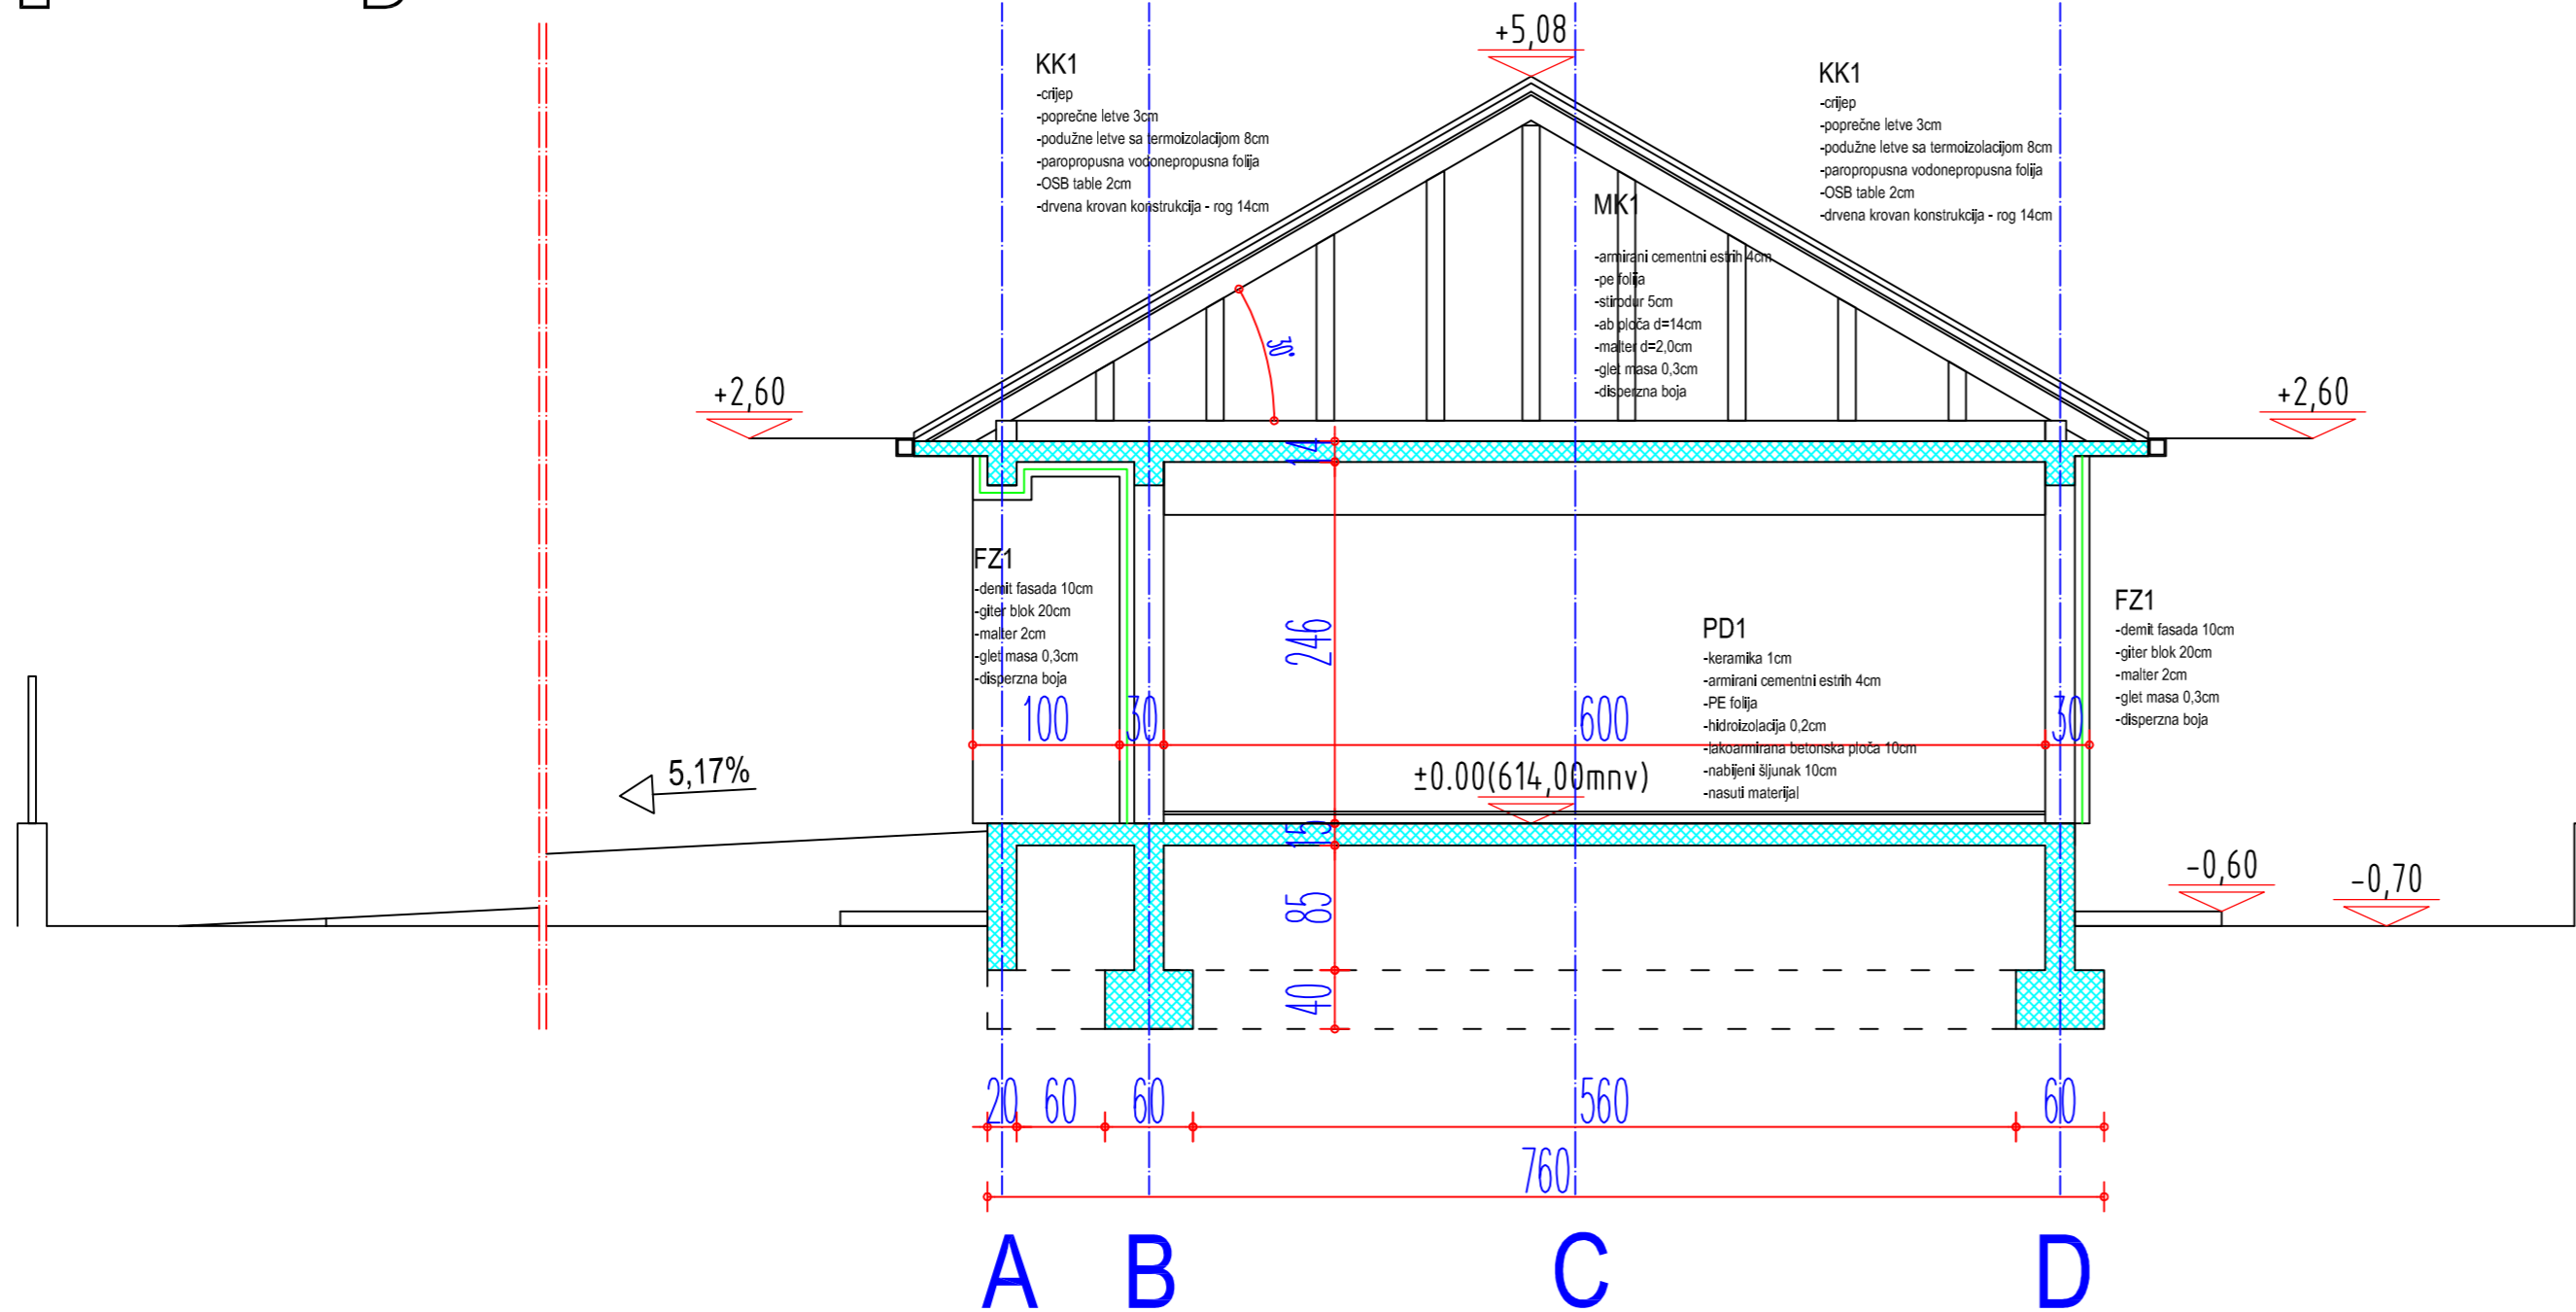 +5,08
KK1
-crijep
-poprečne letve 3cm
-podužne letve sa termoizolacijom 8cm
-paropropusna vodonepropusna folija
-OSB table 2cm
-drvena krovan konstrukcija - rog 14cm
KK1
-crijep
-poprečne letve 3cm
-podužne letve sa termoizolacijom 8cm
-paropropusna vodonepropusna folija
-OSB table 2cm
-drvena krovan konstrukcija - rog 14cm
MK1
-armirani cementni estrih 4cm
-pe folija
-stirodur 5cm
-ab ploča d=14cm
-malter d=2,0cm
-glet masa 0,3cm
-disperzna boja
30°
+2,60
+2,60
14
FZ1
-demit fasada 10cm
-giter blok 20cm
-malter 2cm
-glet masa 0,3cm
-disperzna boja
246
PD1
-keramika 1cm
-armirani cementni estrih 4cm
-PE folija
-hidroizolacija 0,2cm
-lakoarmirana betonska ploča 10cm
-nabijeni šljunak 10cm
-nasuti materijal
FZ1
-demit fasada 10cm
-giter blok 20cm
-malter 2cm
-glet masa 0,3cm
-disperzna boja
100 30 600 30
5,17%
±0.00(614,00mnv)
15
-0,60
-0,70
85
40
20 60 60 560 60
760
A B C D